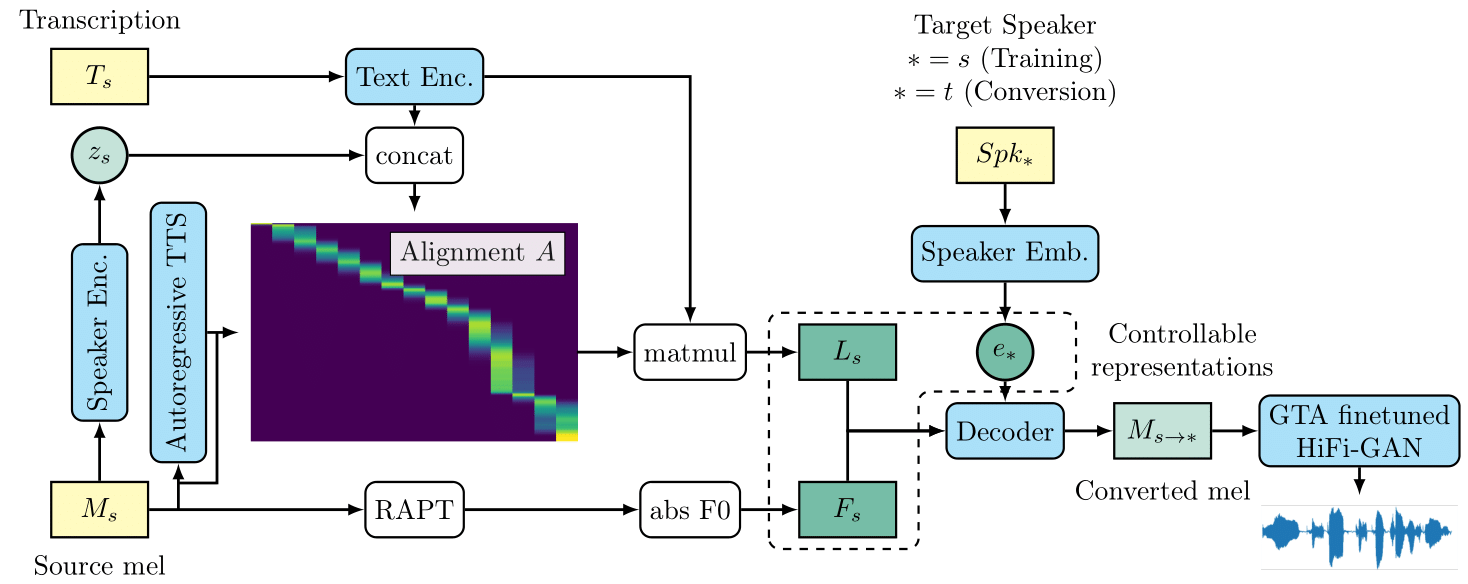 Transcription
T_s
Text Enc.
z_s
concat
Speaker Enc.
Autoregressive TTS
Alignment A
M_s
Source mel
RAPT
abs F0
matmul
Target Speaker
∗ = s (Training)
∗ = t (Conversion)
Spk_∗
Speaker Emb.
L_s
e_∗
Controllable
representations
F_s
Decoder
M_{s→∗}
Converted mel
GTA finetuned
HiFi-GAN